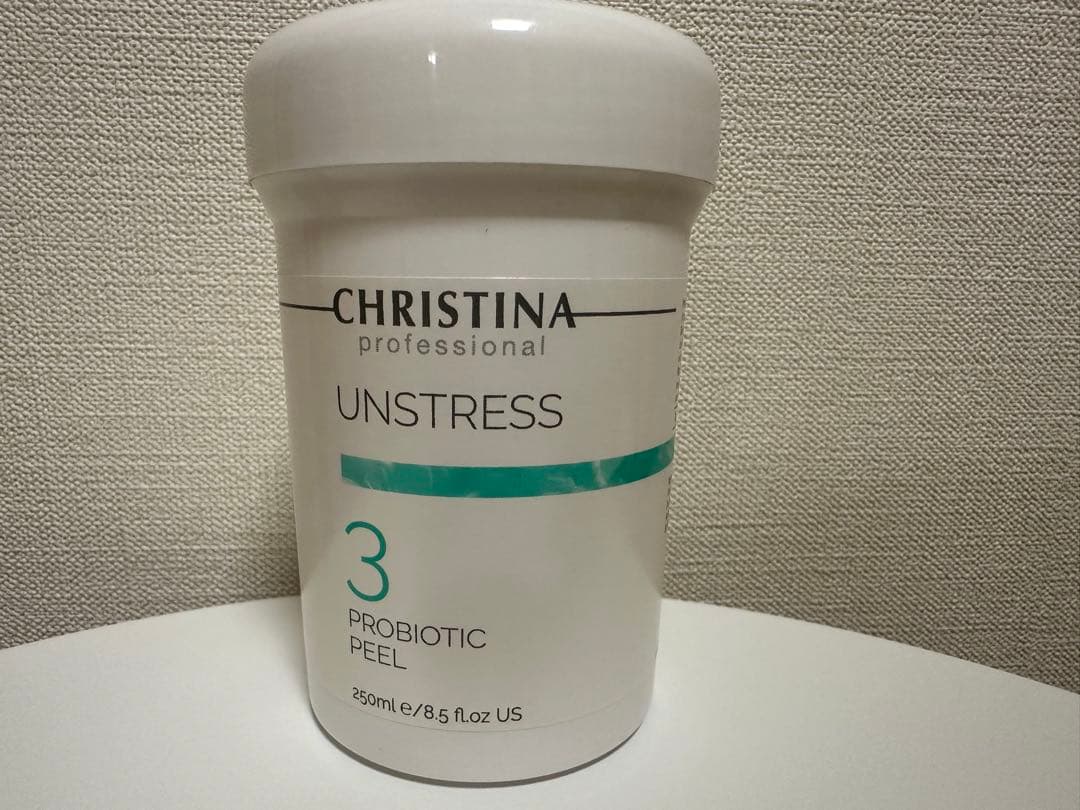 CHRISTINA
professional
UNSTRESS
3
PROBIOTIC
PEEL
250ml e/8.5 fl.oz US